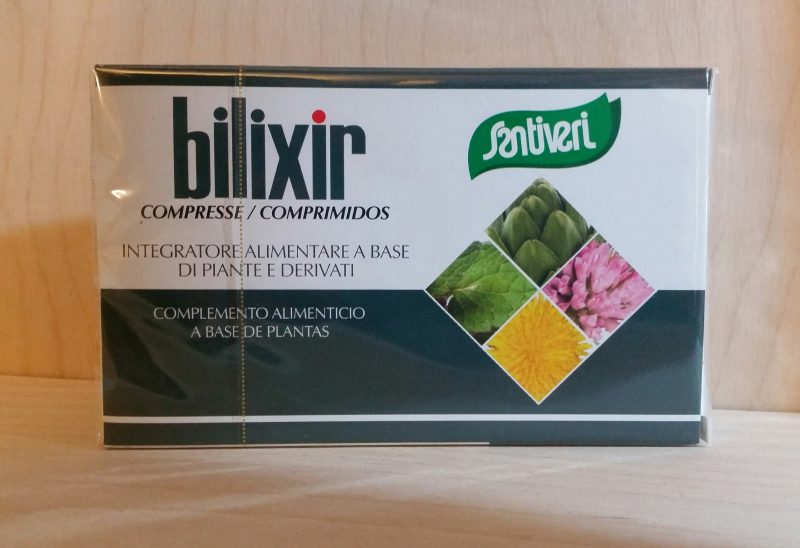 bilixir
Santiveri
COMPRESSE / COMPRIMIDOS
INTEGRATORE ALIMENTARE A BASE
DI PIANTE E DERIVATI
COMPLEMENTO ALIMENTICIO
A BASE DE PLANTAS